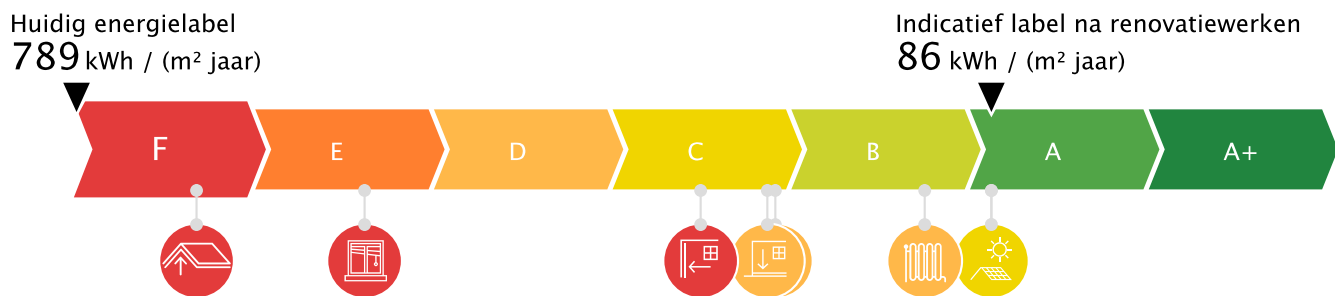 Huidig energielabel
789 kWh / (m² jaar)
Indicatief label na renovatiewerken
86 kWh / (m² jaar)
F E D C B A A+